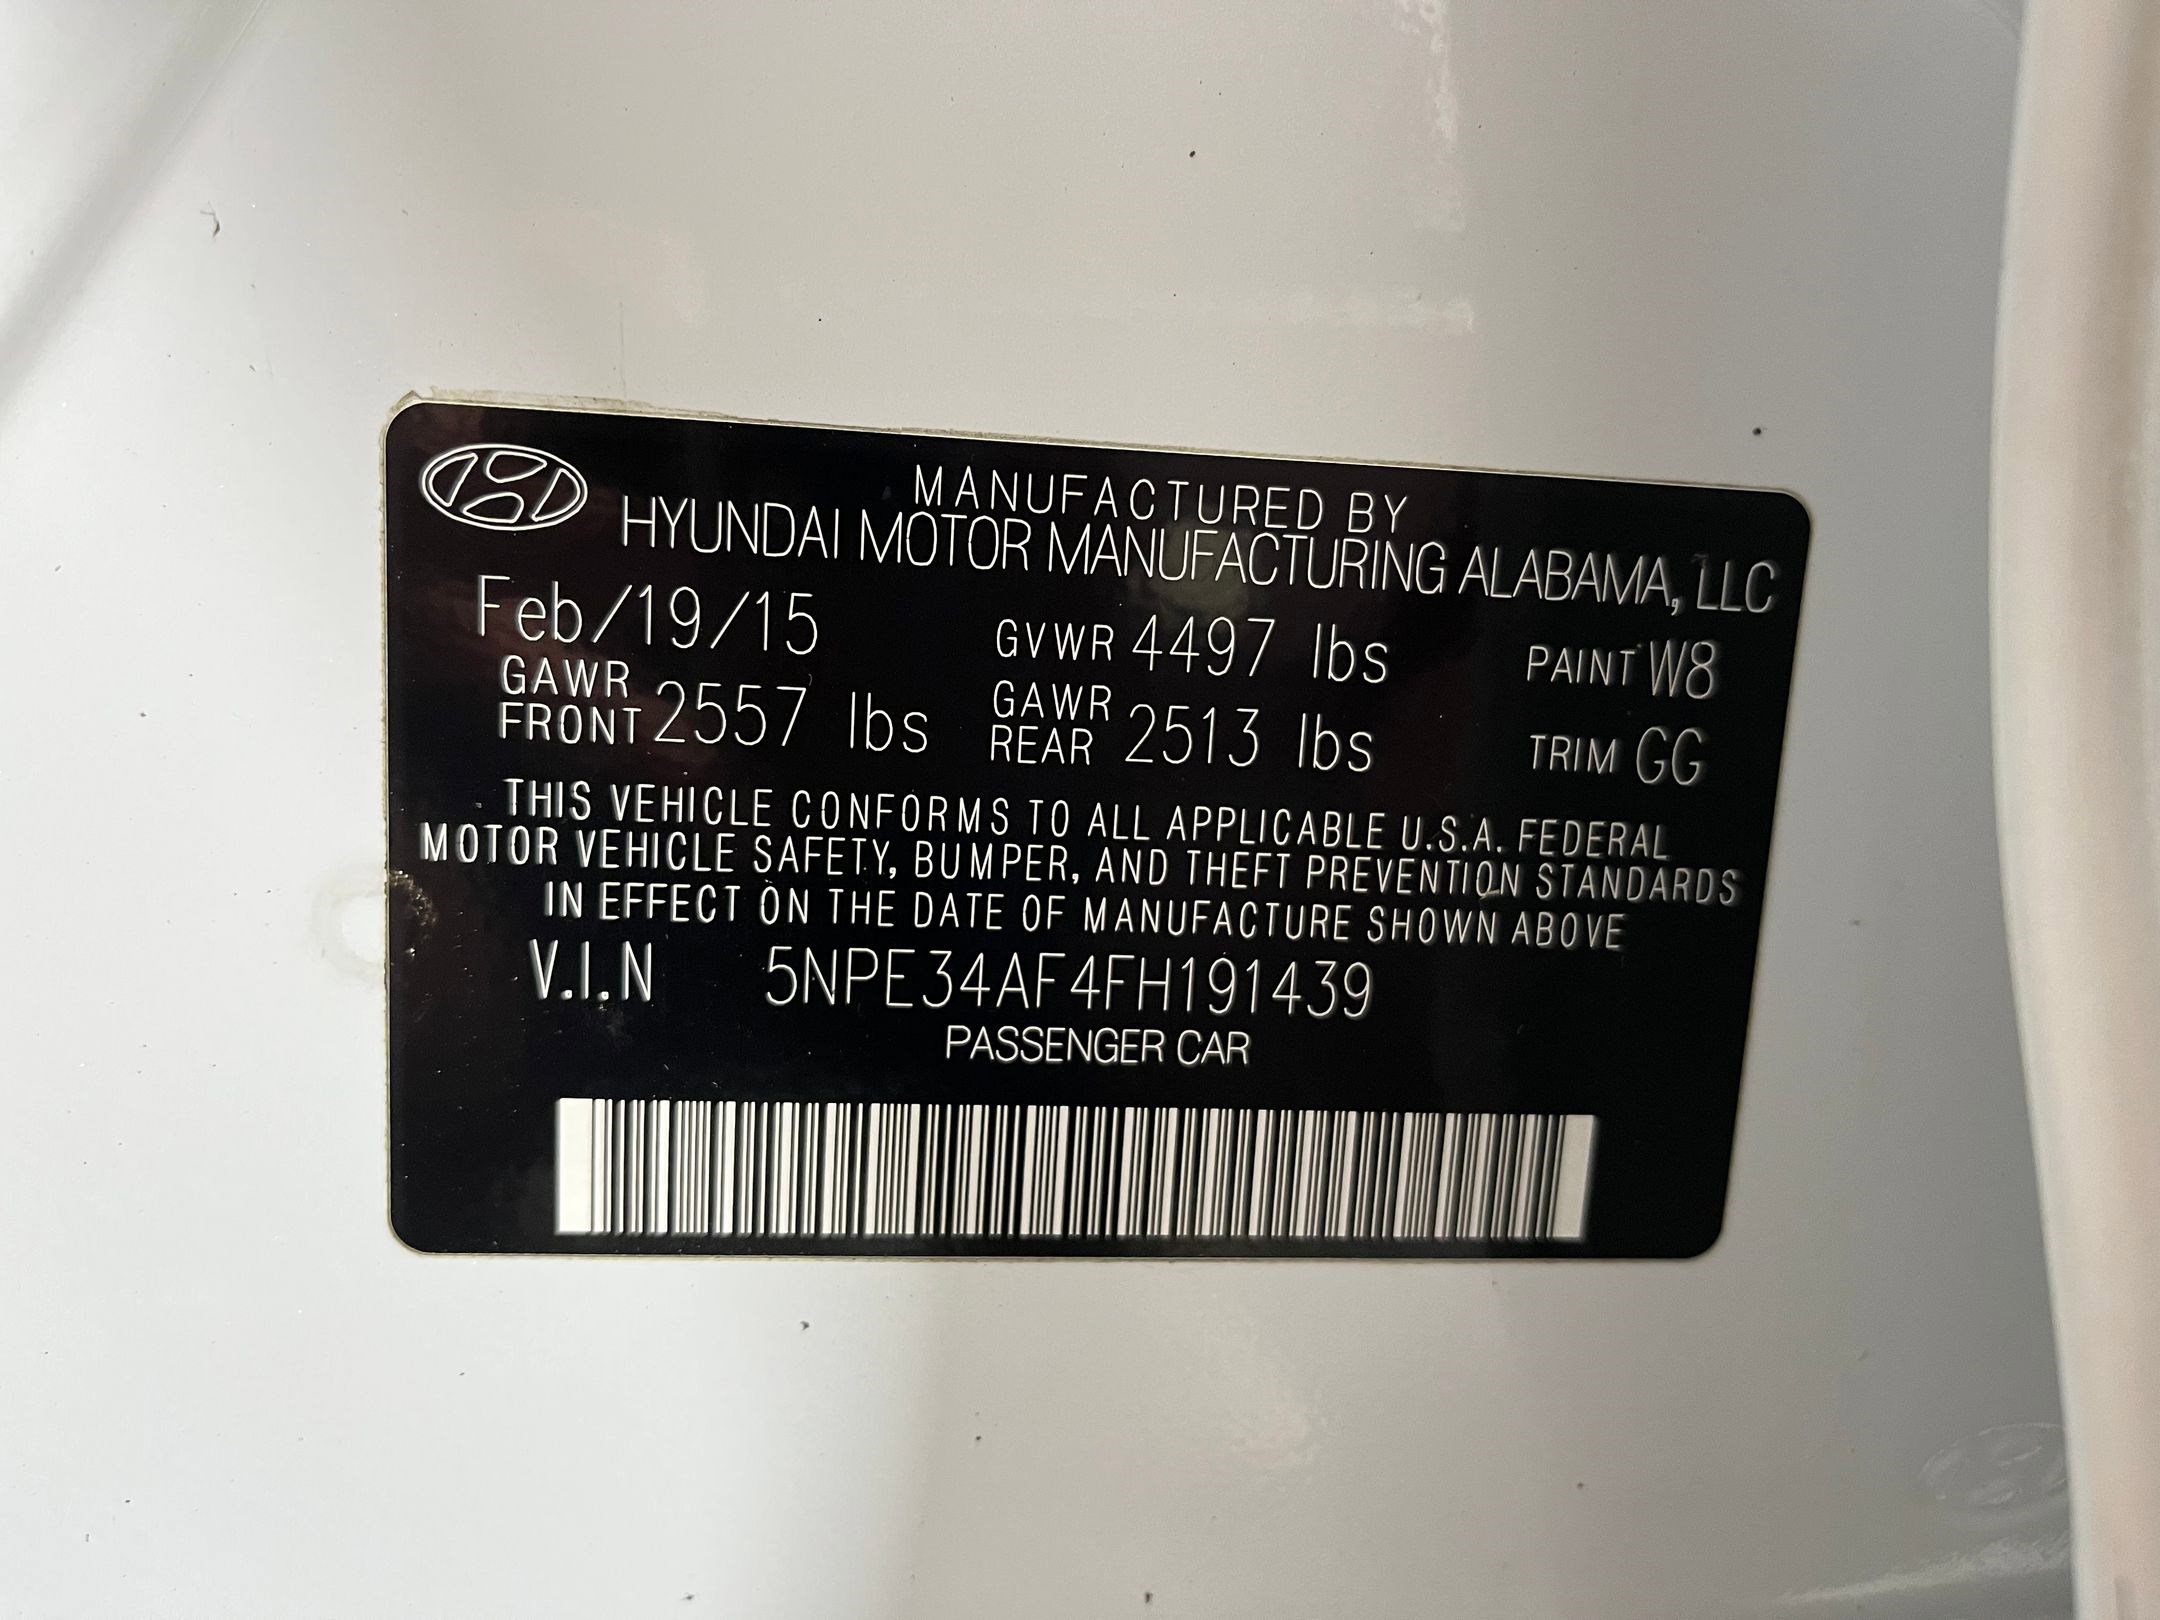 MANUFACTURED BY
HYUNDAI MOTOR MANUFACTURING ALABAMA, LLC
Feb/19/15 GVWR 4497 lbs PAINT W8
GAWR FRONT 2557 lbs GAWR REAR 2513 lbs TRIM GG
THIS VEHICLE CONFORMS TO ALL APPLICABLE U.S.A. FEDERAL
MOTOR VEHICLE SAFETY, BUMPER, AND THEFT PREVENTION STANDARDS
IN EFFECT ON THE DATE OF MANUFACTURE SHOWN ABOVE
V.I.N 5NPE34AF4FH191439
PASSENGER CAR